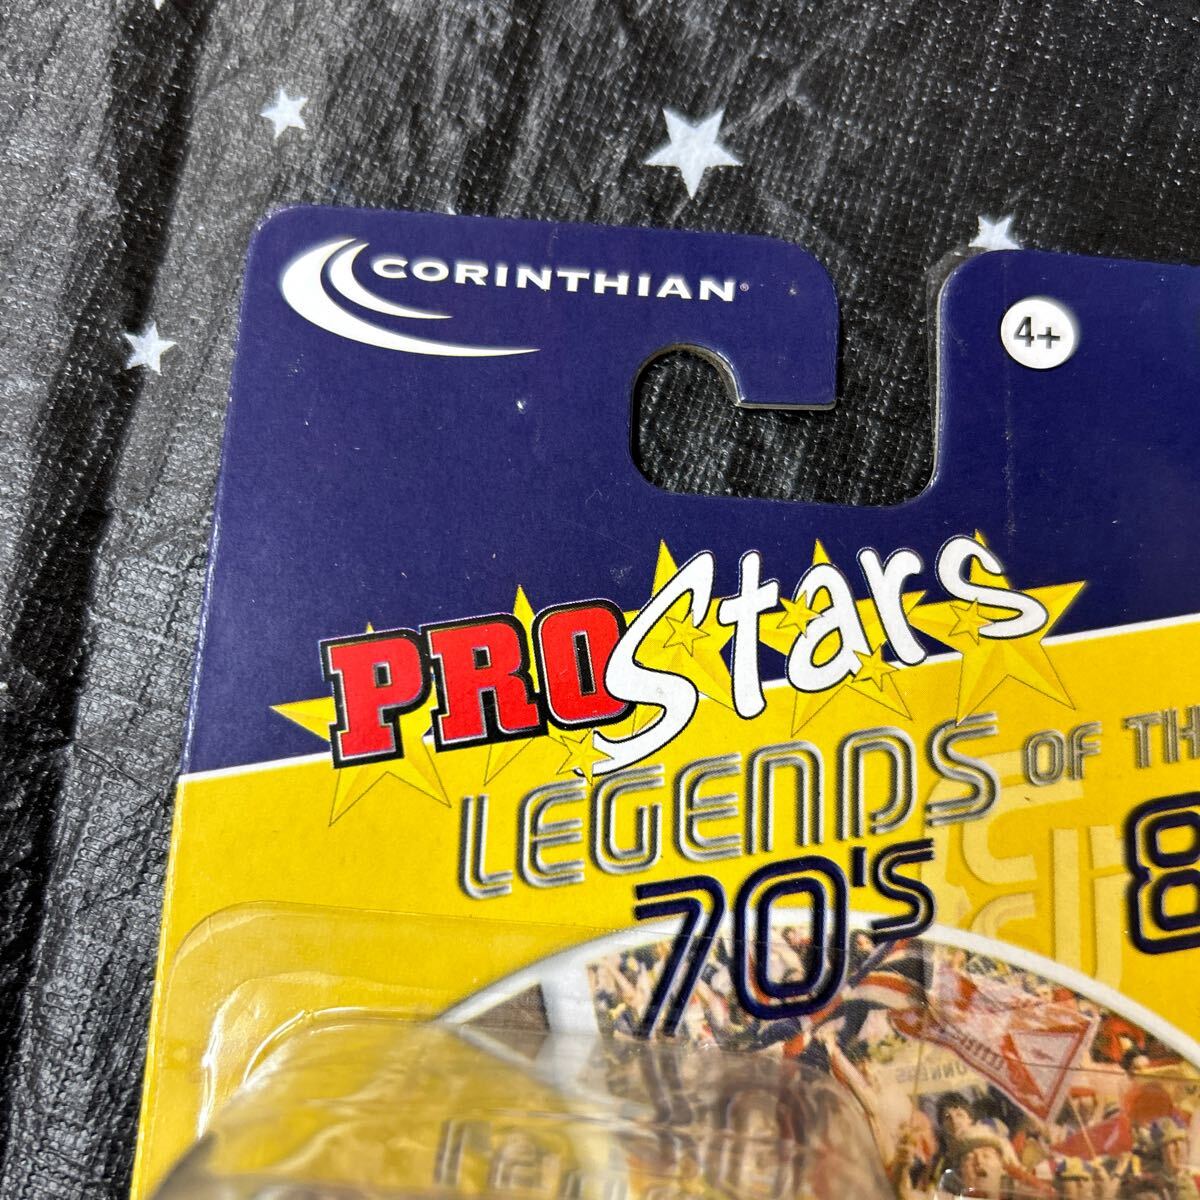 CORINTHIAN®
4+
PROStars
LEGENDS OF TH
70'S 8